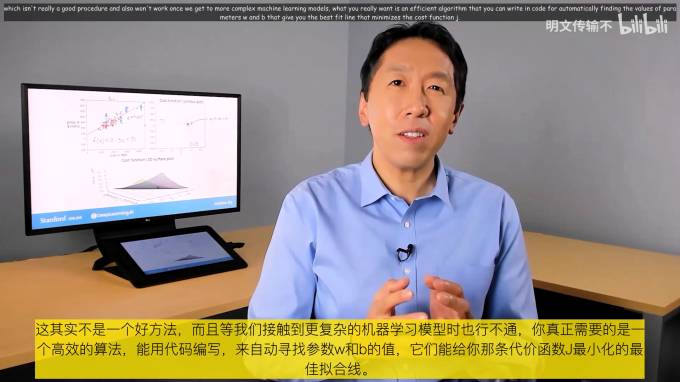 which isn't really a good procedure and also won't work once we get to more complex machine learning models, what you really want is an efficient algorithm that you can write in code for automatically finding the values of para
meters w and b that give you the best fit line that minimizes the cost function j.
明文传输不 bilibili
Cost function
Stanford ONLINE DeepLearning.AI
这其实不是一个好方法，而且等我们接触到更复杂的机器学习模型时也行不通，你真正需要的是一
个高效的算法，能用代码编写，来自动寻找参数w和b的值，它们能给你那条代价函数J最小化的最
佳拟合线。